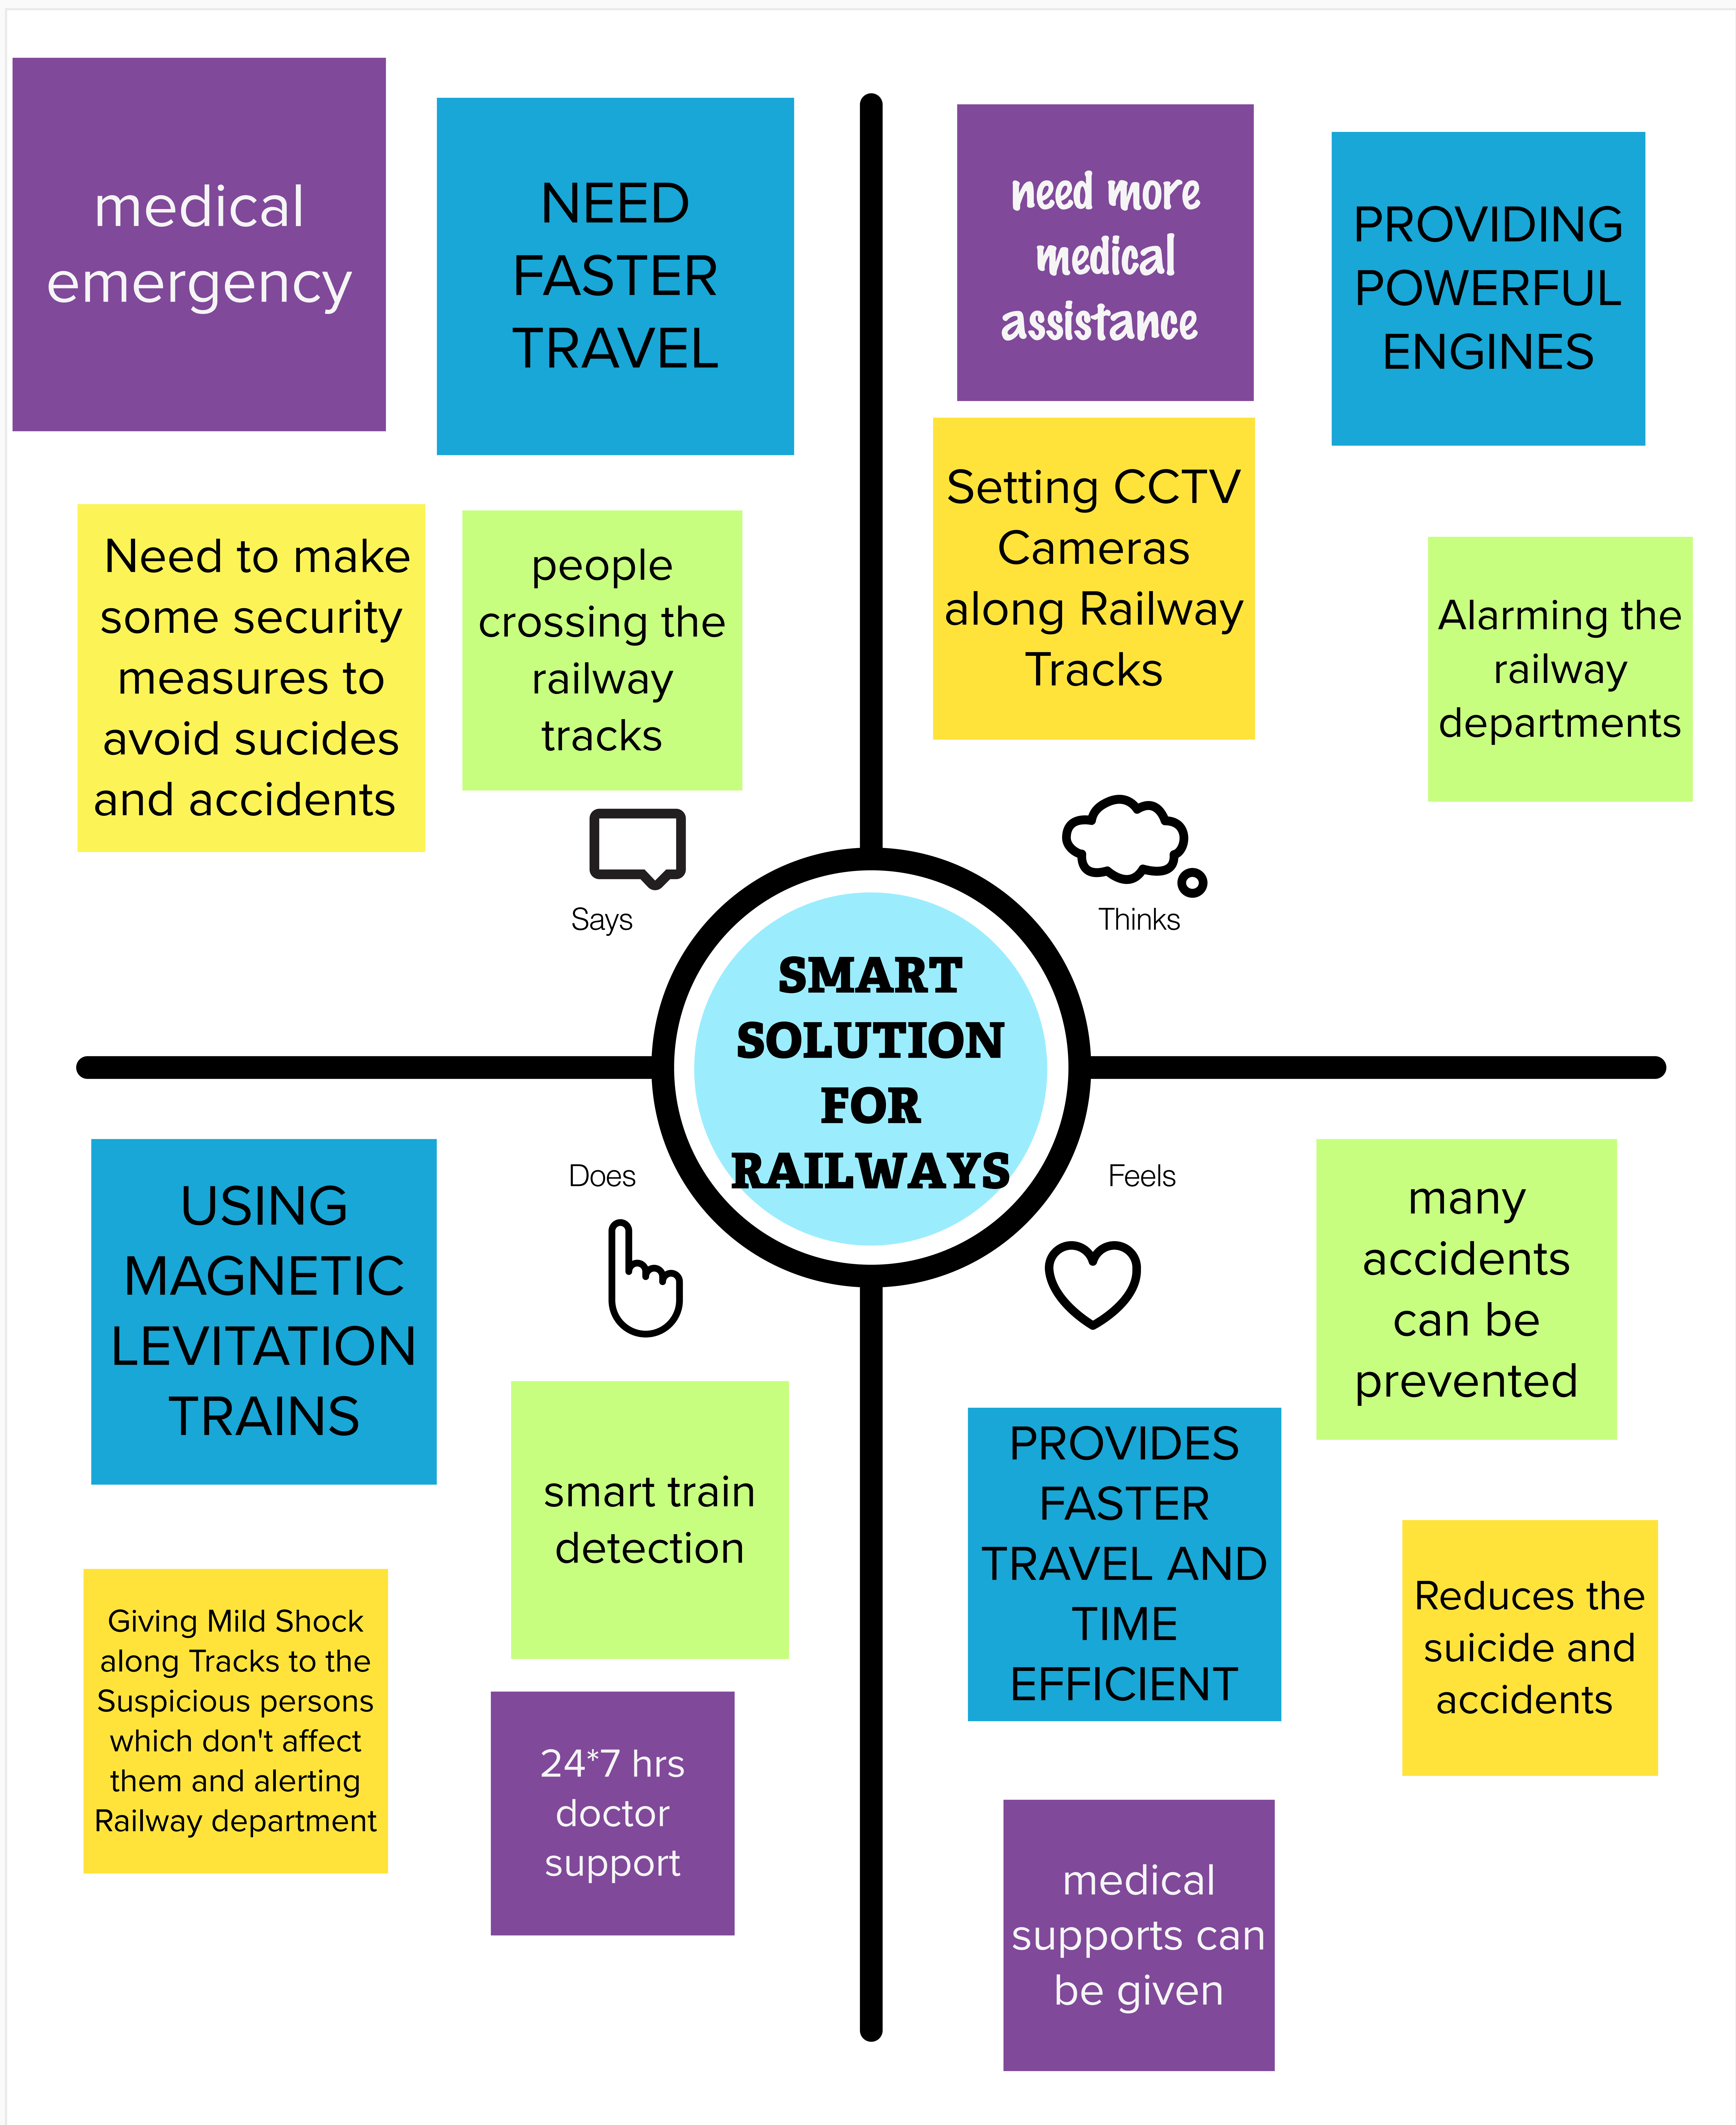 medical
emergency
NEED
FASTER
TRAVEL
Need to make
some security
measures to
avoid sucides
and accidents
people
crossing the
railway
tracks
Says
need more
medical
assistance
PROVIDING
POWERFUL
ENGINES
Setting CCTV
Cameras
along Railway
Tracks
Alarming the
railway
departments
Thinks
SMART
SOLUTION
FOR
RAILWAYS
Does
USING
MAGNETIC
LEVITATION
TRAINS
smart train
detection
Giving Mild Shock
along Tracks to the
Suspicious persons
which don't affect
them and alerting
Railway department
24*7 hrs
doctor
support
Feels
many
accidents
can be
prevented
PROVIDES
FASTER
TRAVEL AND
TIME
EFFICIENT
Reduces the
suicide and
accidents
medical
supports can
be given